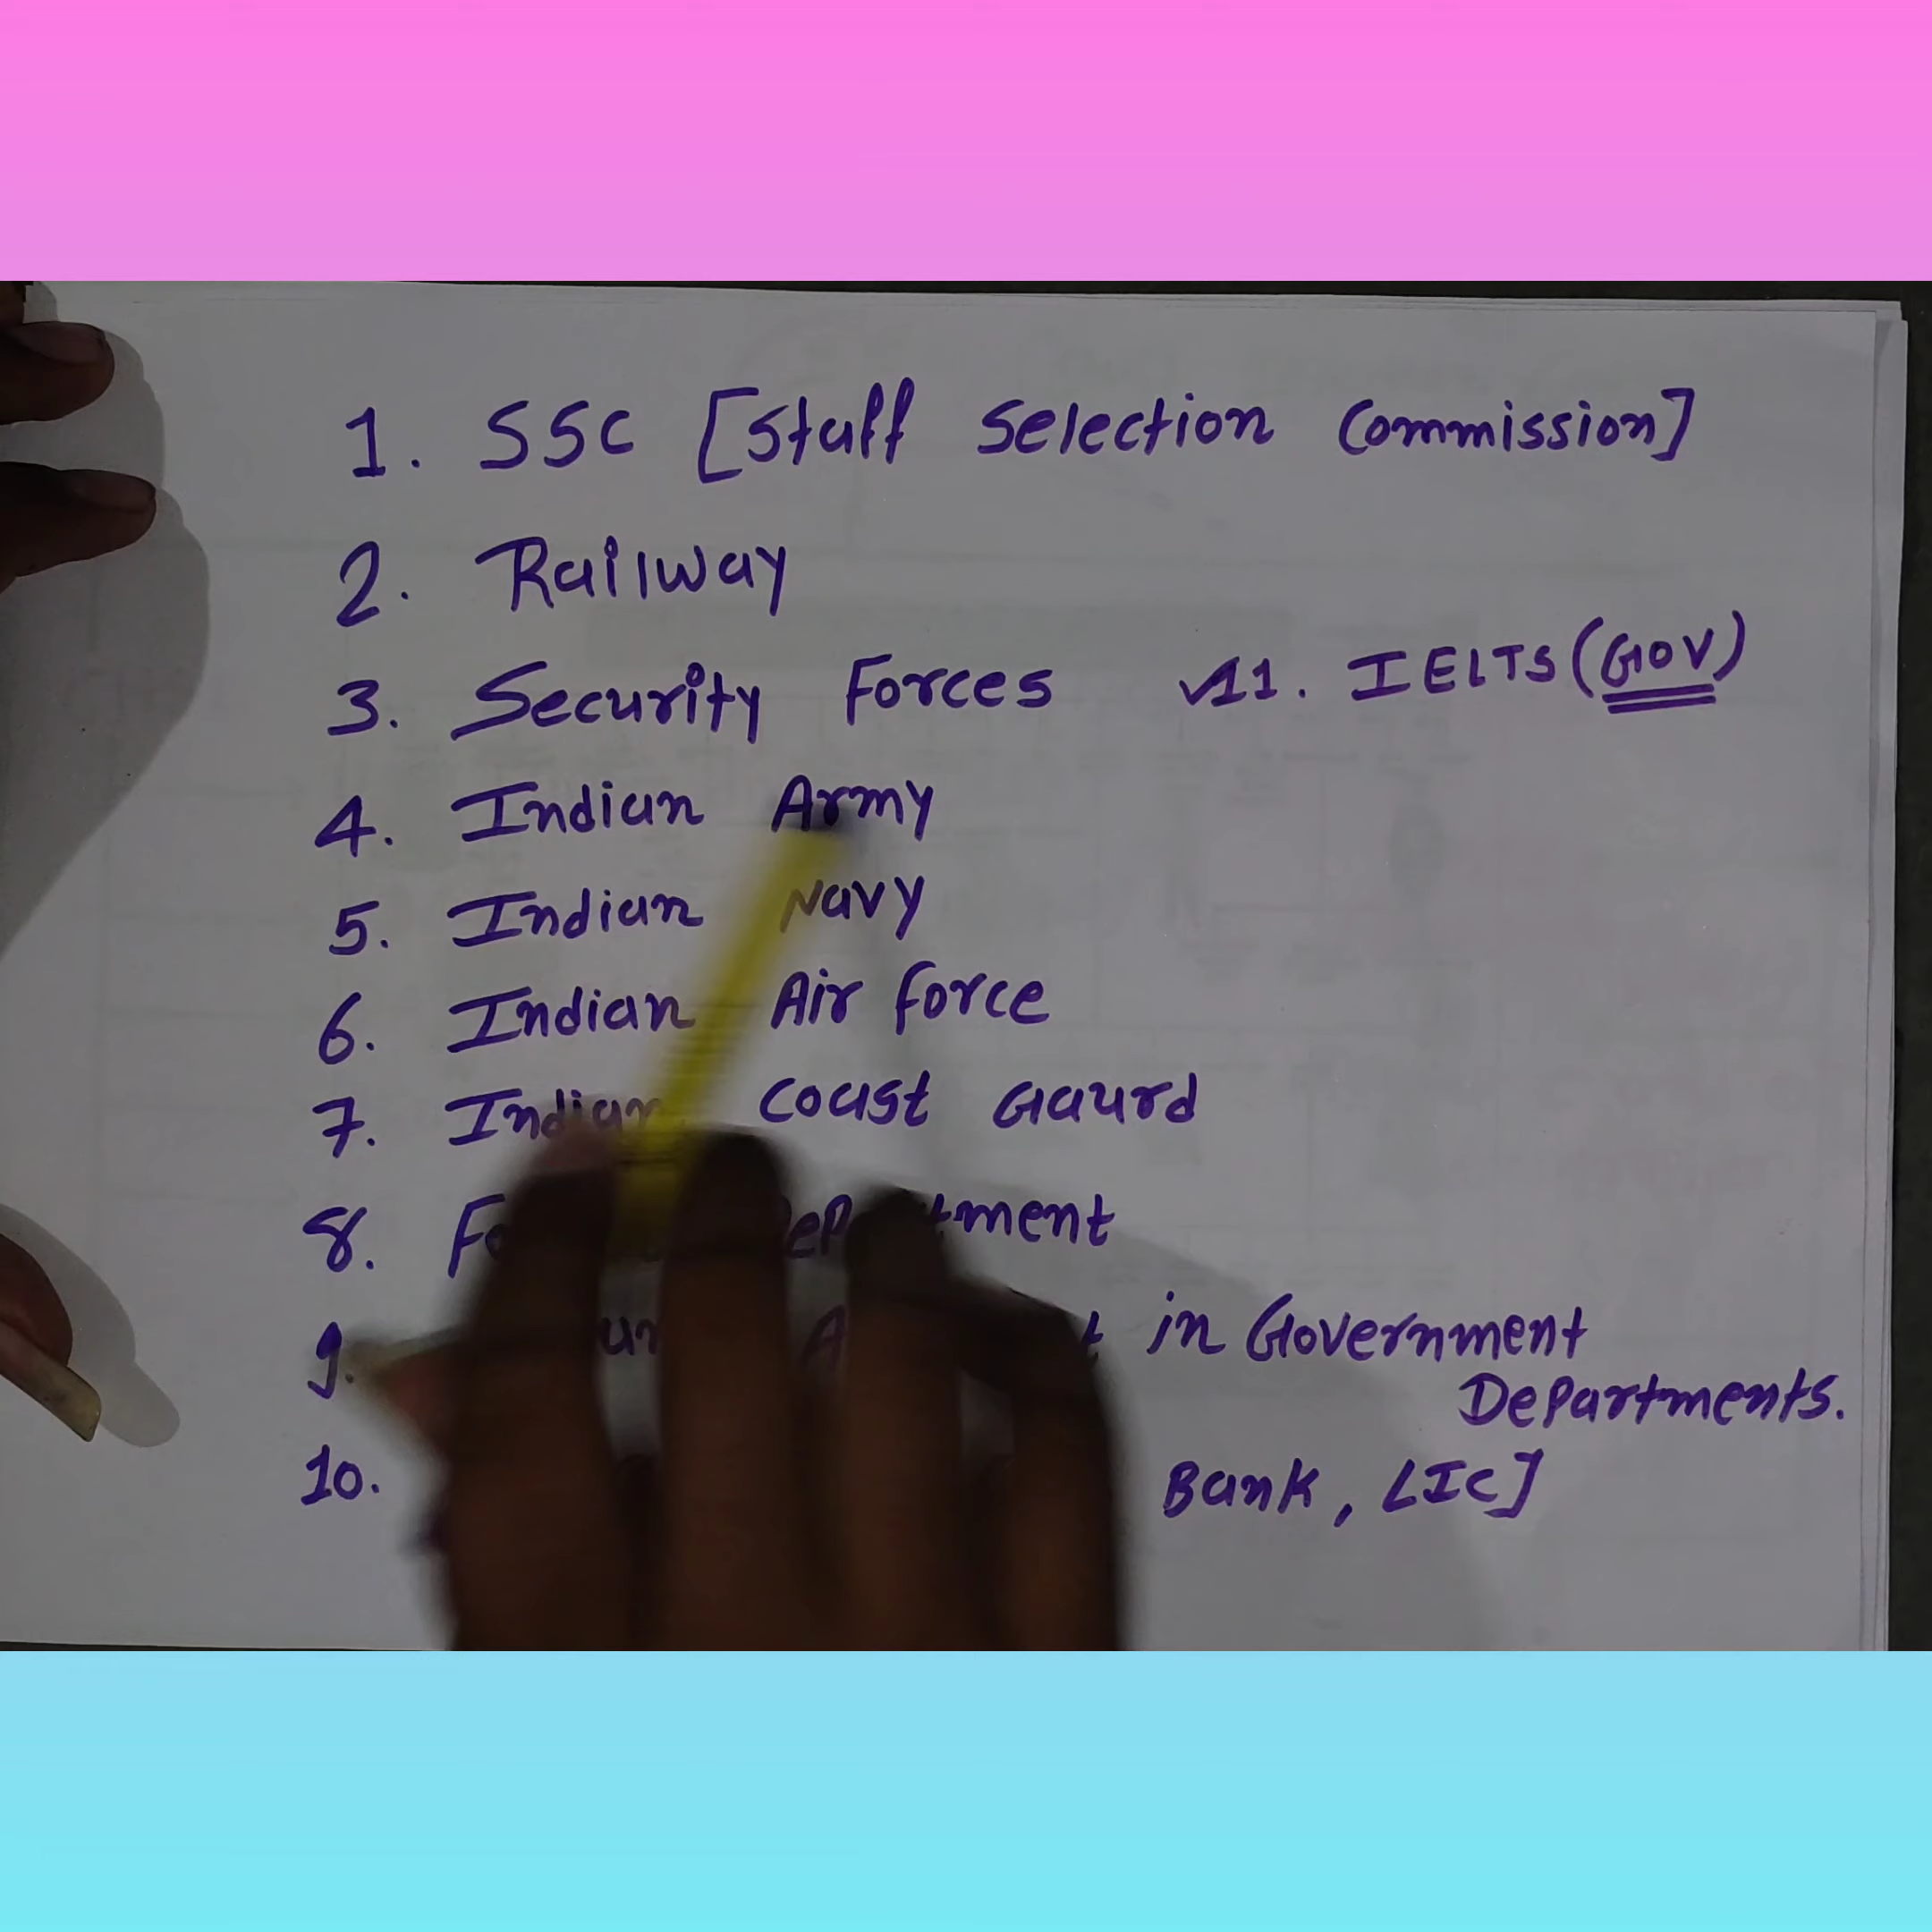 1. SSC [Staff Selection Commission]
2. Railway
3. Security Forces
11. IELTS (GOV)
4. Indian Army
5. Indian Navy
6. Indian Air force
7. Indian Coast Gaurd
8.
9. in Government
Departments.
10. Bank, LIC]